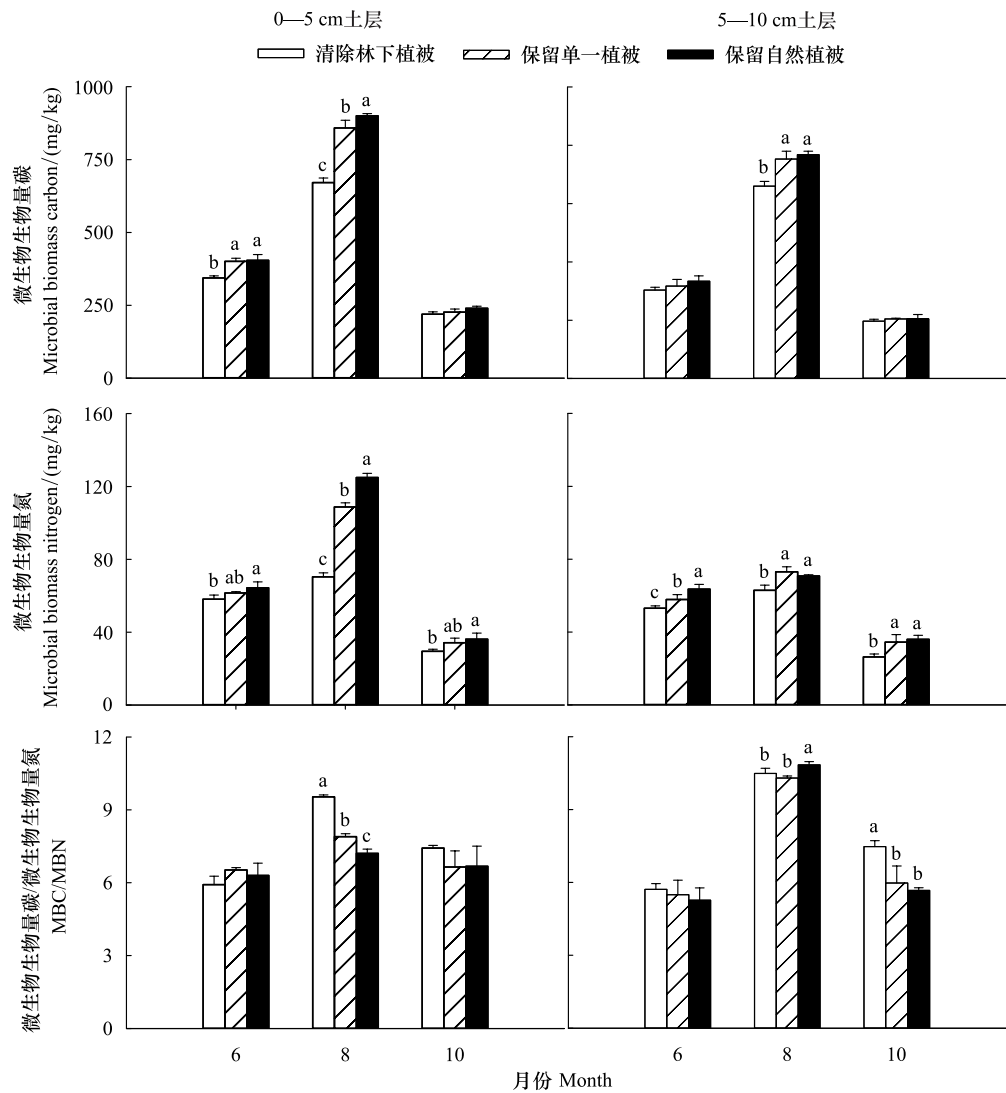 0—5 cm土层
5—10 cm土层
清除林下植被
保留单一植被
保留自然植被
微生物生物量碳
Microbial biomass carbon/(mg/kg)
1000
750
500
250
0
b
a
a
c
b
a
b
a
a
微生物生物量氮
Microbial biomass nitrogen/(mg/kg)
160
120
80
40
0
b
ab
a
c
b
a
b
ab
a
c
b
a
b
a
a
b
a
a
微生物生物量碳/微生物生物量氮
MBC/MBN
12
9
6
3
0
a
b
c
b
b
a
a
b
b
6
8
10
6
8
10
月份 Month